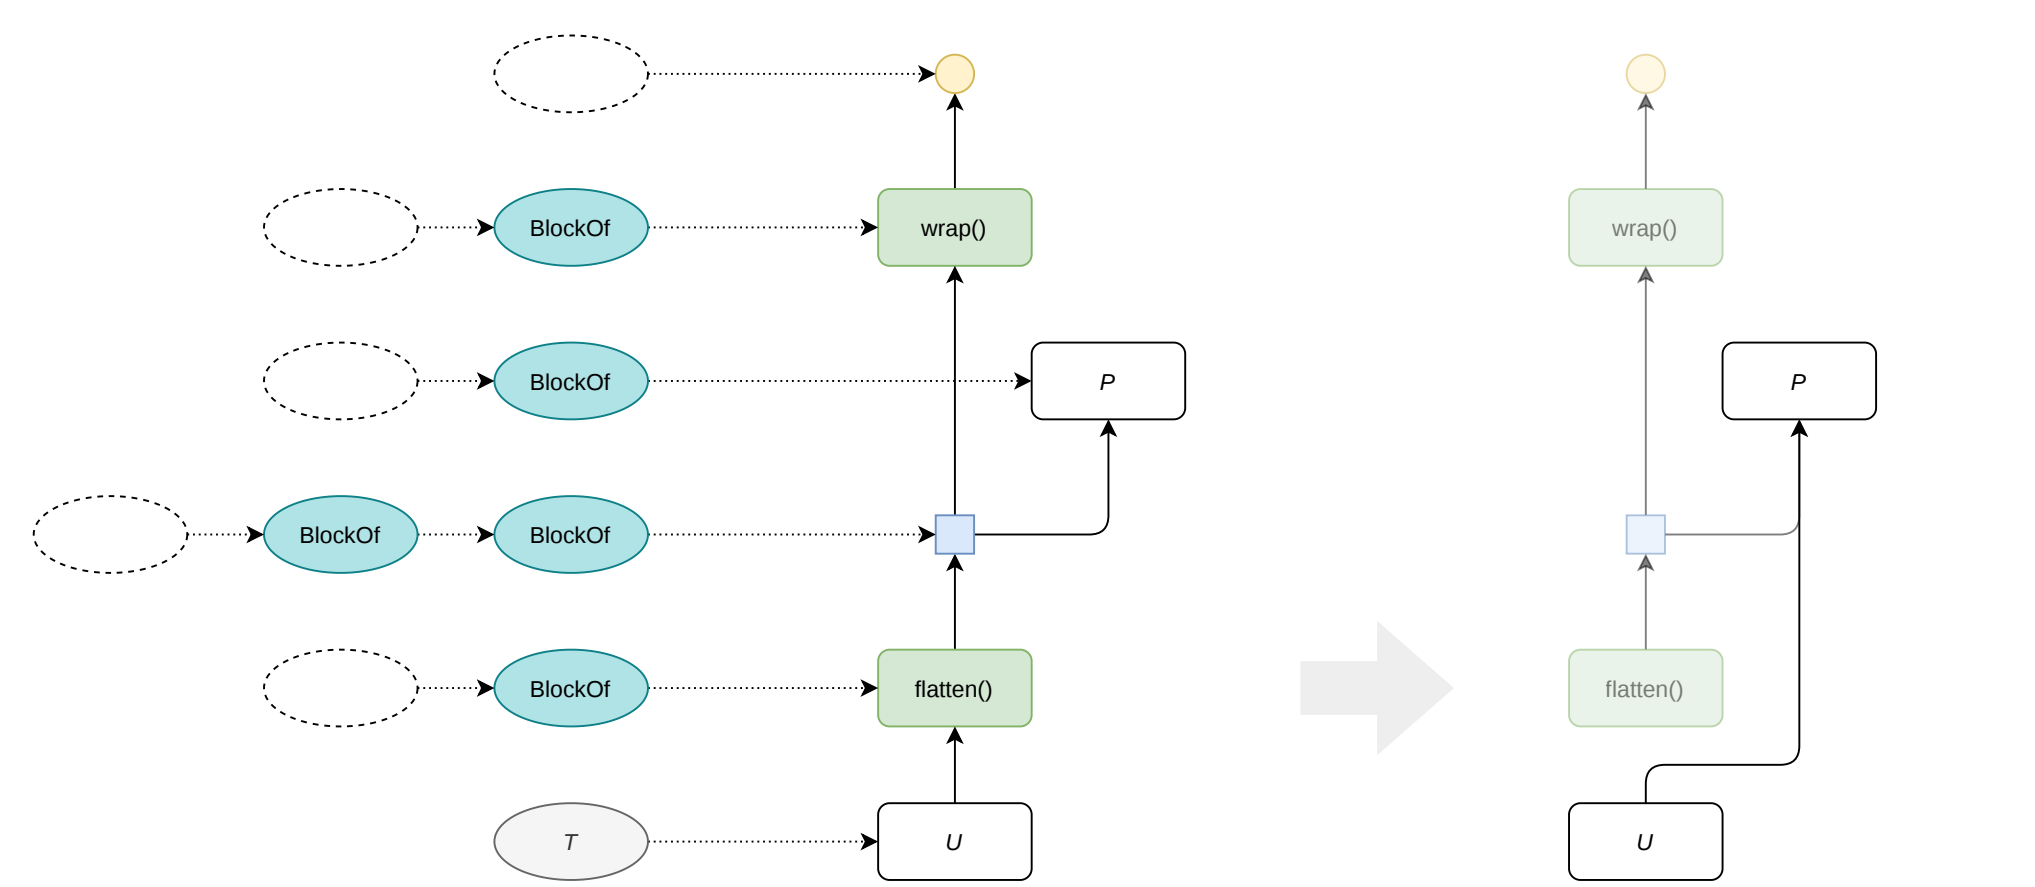 BlockOf wrap() wrap()
BlockOf P P
BlockOf BlockOf
BlockOf flatten() flatten()
T U U